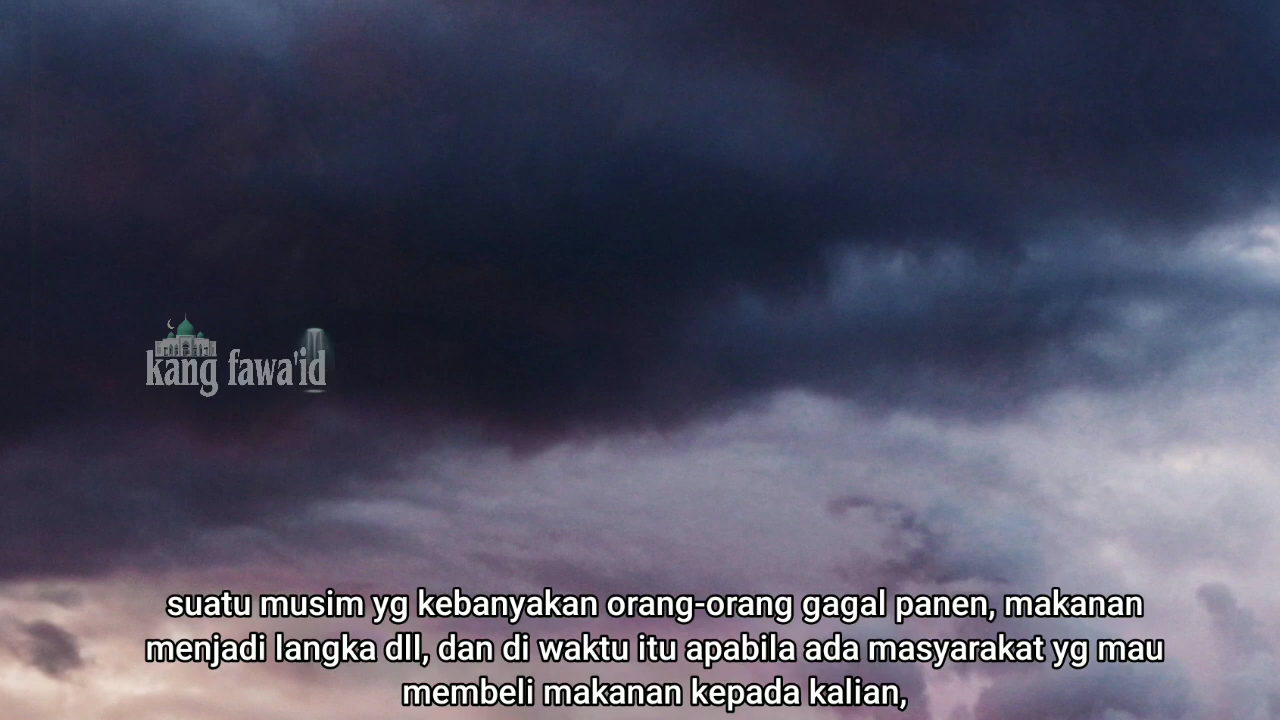 kang fawa'id
suatu musim yg kebanyakan orang-orang gagal panen, makanan
menjadi langka dll, dan di waktu itu apabila ada masyarakat yg mau
membeli makanan kepada kalian,